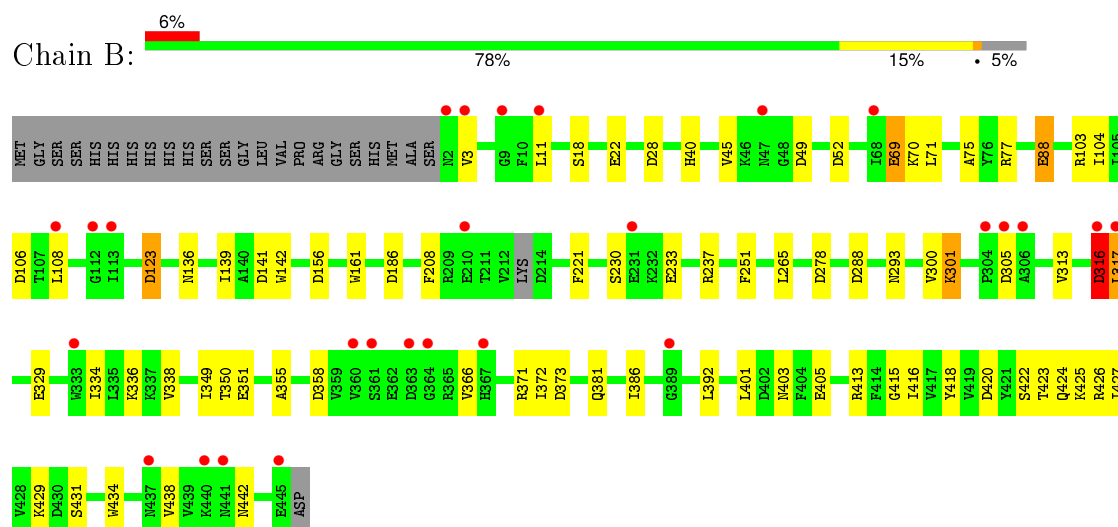 6%
Chain B:
78% 15% • 5%
MET GLY SER SER HIS HIS HIS HIS HIS HIS SER SER GLY LEU VAL PRO ARG GLY SER HIS MET ALA SER N2 V3 G9 F10 L11 S18 E22 D28 H40 V45 K46 N47 G48 D49 D52 I68 E69 K70 L71 A75 Y76 R77 E88 R103 I104 I105
D106 T107 L108 G112 I113 D123 N136 I139 A140 D141 W142 D156 W161 D186 F208 R209 E210 T211 V212 LYS D214 F221 S230 E231 K232 E233 R237 F251 L265 D278 D288 N293 V300 K301 P304 D305 A306 V313 D316 L317
E329 W333 I334 L335 K336 K337 V338 I349 T350 E351 A355 D358 V359 V360 S361 E362 D363 G364 R365 V366 H367 R371 I372 D373 Q381 I386 G389 L392 L401 D402 N403 F404 E405 R413 F414 G415 I416 V417 Y418 V419 D420 Y421 S422 T423 Q424 K425 R426
V428 K429 D430 S431 W434 N437 V438 V439 K440 N441 N442 E445 ASP